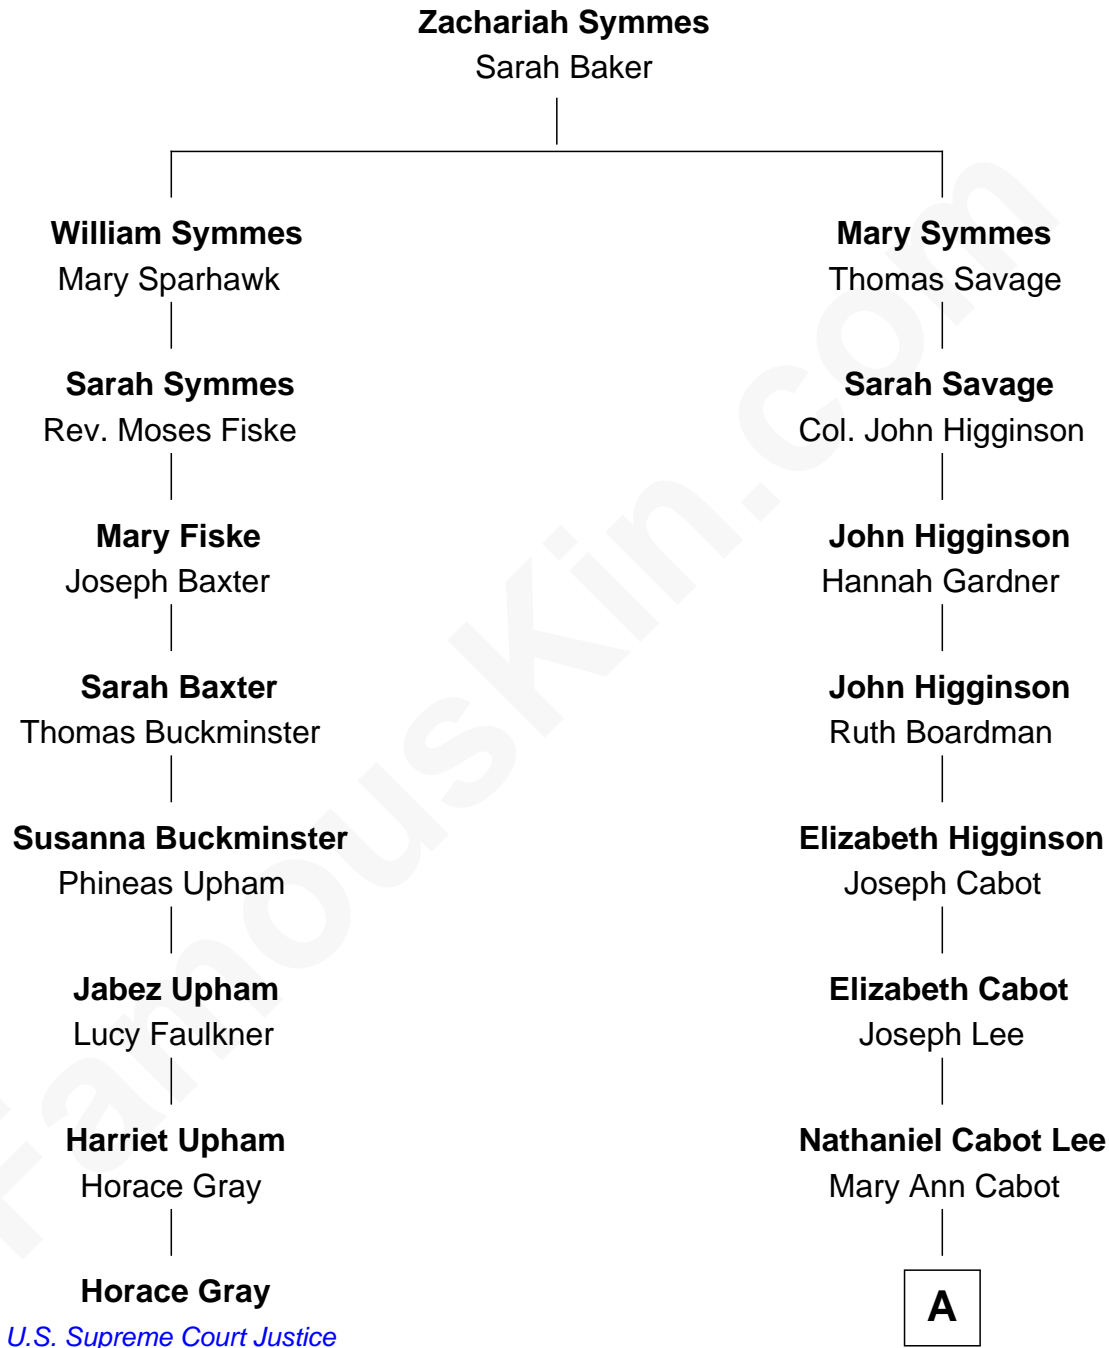 Zachariah Symmes
Sarah Baker
William Symmes
Mary Sparhawk
Mary Symmes
Thomas Savage
Sarah Symmes
Rev. Moses Fiske
Sarah Savage
Col. John Higginson
Mary Fiske
Joseph Baxter
John Higginson
Hannah Gardner
Sarah Baxter
Thomas Buckminster
John Higginson
Ruth Boardman
Susanna Buckminster
Phineas Upham
Elizabeth Higginson
Joseph Cabot
Jabez Upham
Lucy Faulkner
Elizabeth Cabot
Joseph Lee
Harriet Upham
Horace Gray
Nathaniel Cabot Lee
Mary Ann Cabot
Horace Gray
U.S. Supreme Court Justice
A
FamousKin.com